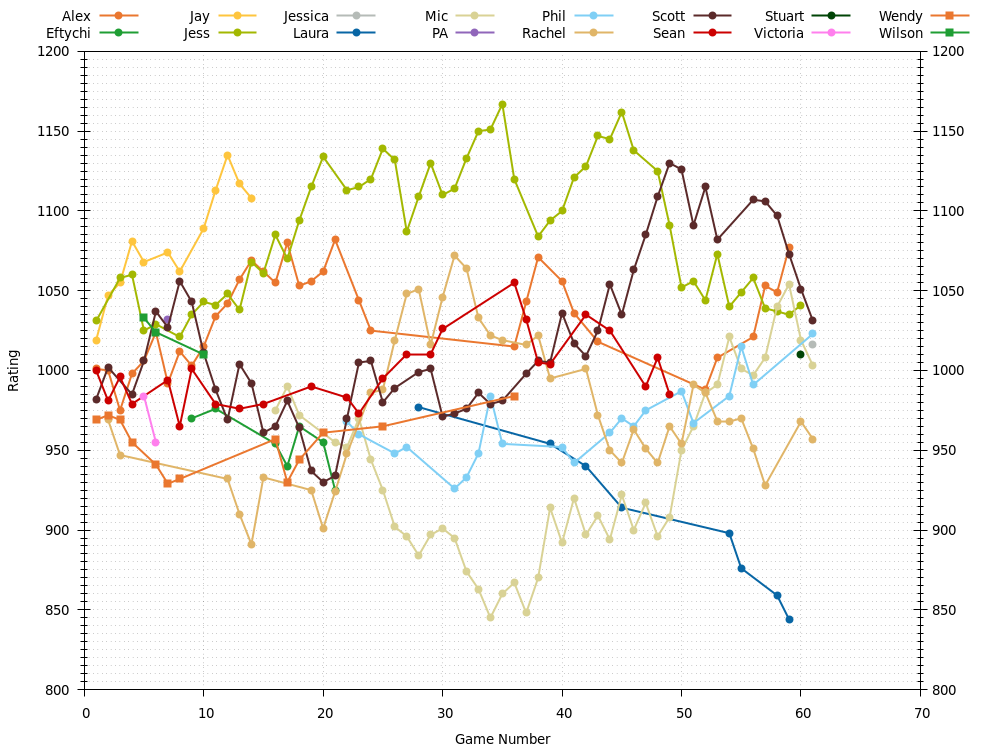 Alex Jay Jessica Mic Phil Scott Stuart Wendy
Eftychi Jess Laura PA Rachel Sean Victoria Wilson
1200 1200
1150 1150
1100 1100
1050 1050
1000 1000
950 950
900 900
850 850
800 800
Rating
0 10 20 30 40 50 60 70
Game Number